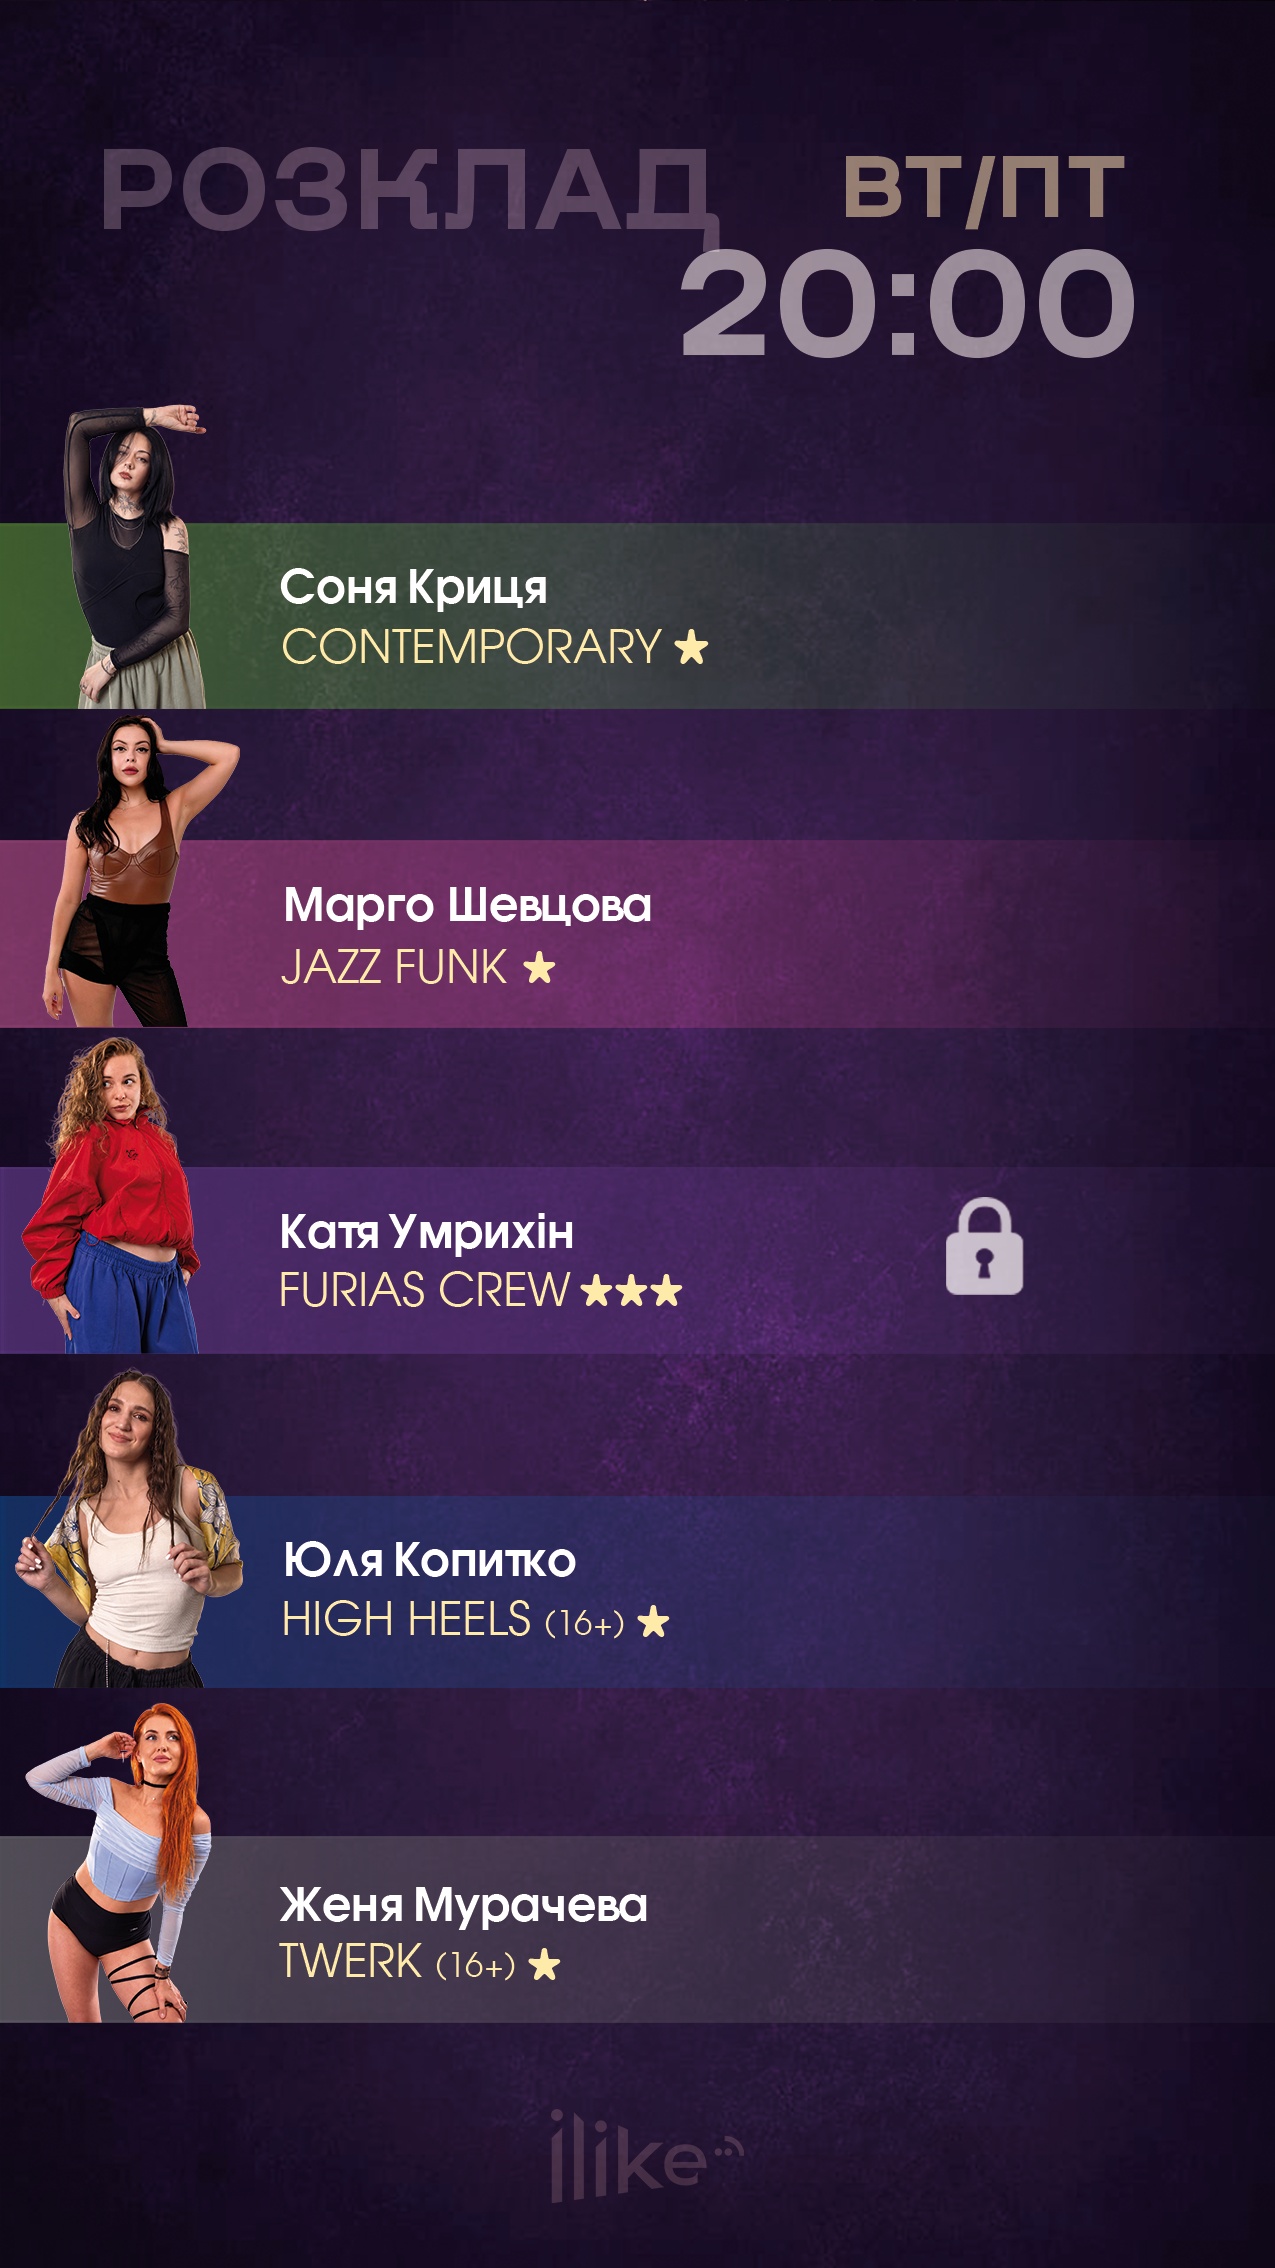 РОЗКЛАД ВТ/ПТ
20:00
Соня Криця
CONTEMPORARY ★
Марго Шевцова
JAZZ FUNK ★
Катя Умрихін
FURIAS CREW ★★★
Юля Копитко
HIGH HEELS (16+) ★
Женя Мурачева
TWERK (16+) ★
ilike